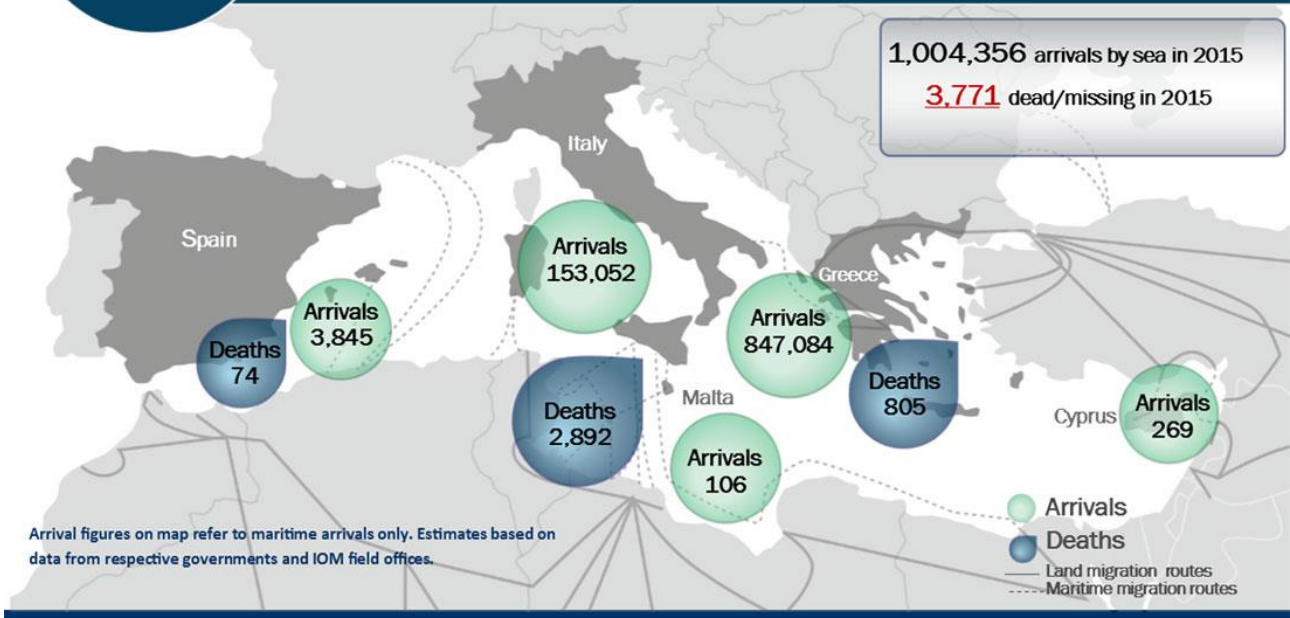 1,004,356 arrivals by sea in 2015
3,771 dead/missing in 2015
Italy
Spain
Arrivals
153,052
Greece
Arrivals
3,845
Arrivals
847,084
Deaths
74
Deaths
805
Malta
Deaths
2,892
Cyprus
Arrivals
269
Arrivals
106
Arrival figures on map refer to maritime arrivals only. Estimates based on
data from respective governments and IOM field offices.
Arrivals
Deaths
Land migration routes
Maritime migration routes